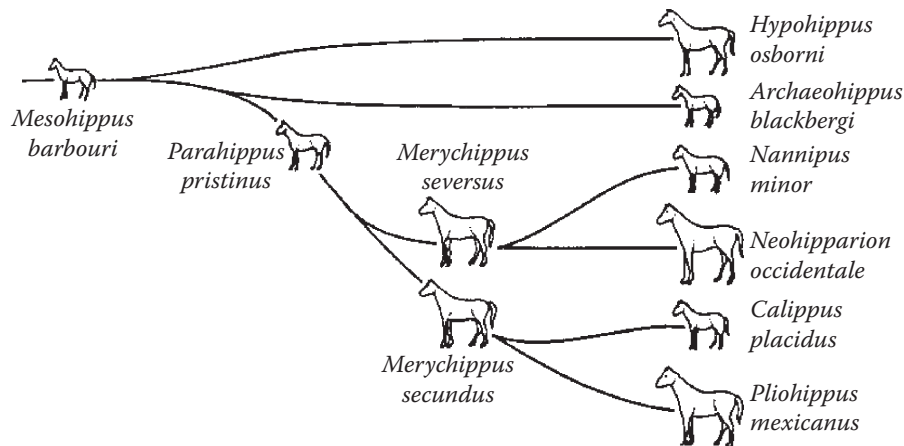 Hypohippus
osborni
Mesohippus
barbouri
Archaeohippus
blackbergi
Parahippus
pristinus
Merychippus
seversus
Nannipus
minor
Neohipparion
occidentale
Calippus
placidus
Merychippus
secundus
Pliohippus
mexicanus